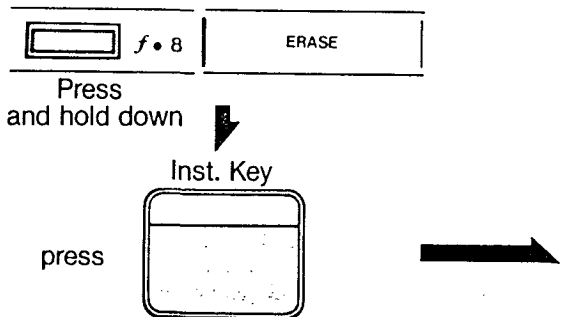 f • 8 ERASE
Press
and hold down
Inst. Key
press